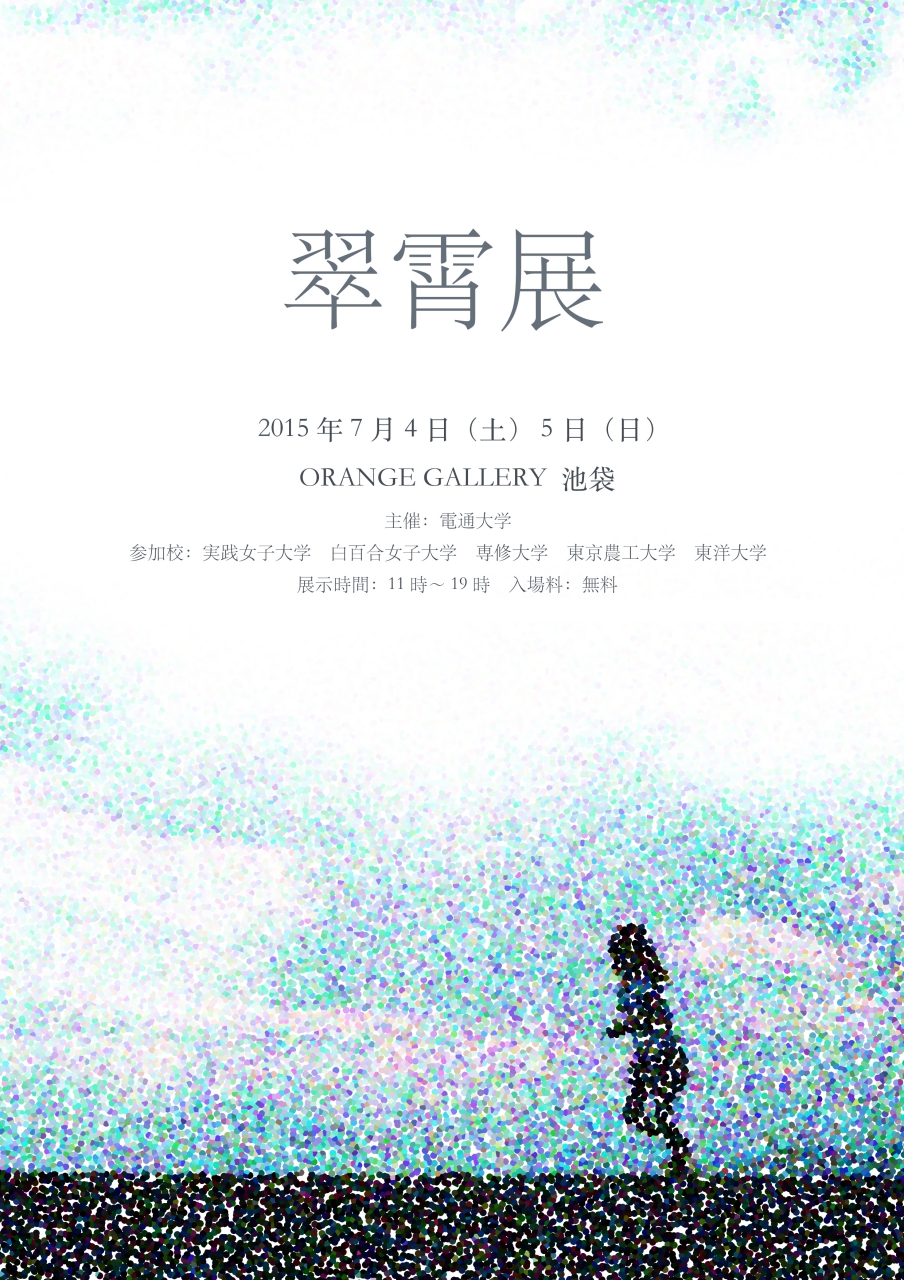 翠霄展
2015 年 7 月 4 日（土） 5 日（日）
ORANGE GALLERY 池袋
主催：電通大学
参加校：実践女子大学　白百合女子大学　専修大学　東京農工大学　東洋大学
展示時間：11 時～ 19 時　入場料：無料